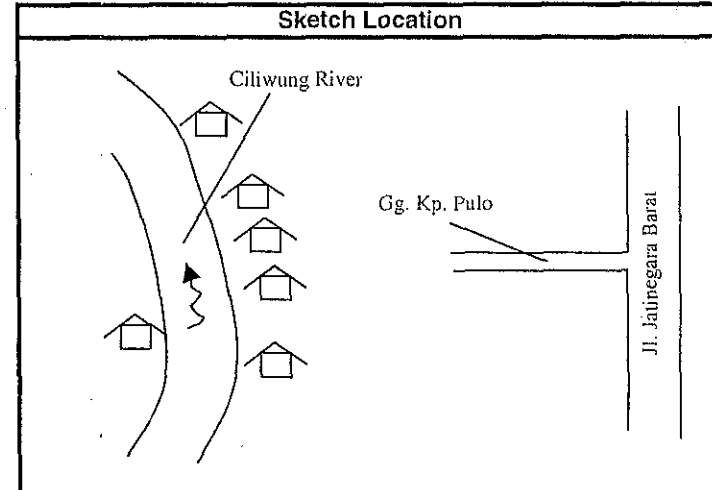 Sketch Location
Ciliwung River
Gg. Kp. Pulo
Jl. Jatinegara Barat